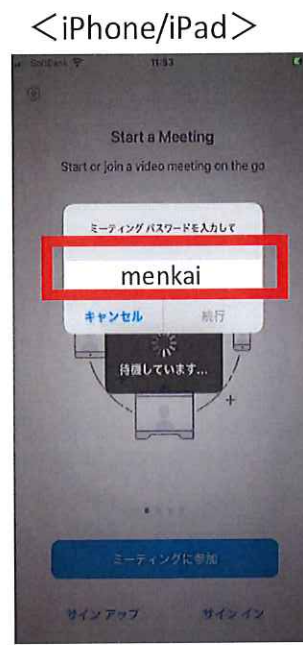 ＜iPhone/iPad＞
SoftBank 11:53
Start a Meeting
Start or join a video meeting on the go
ミーティング パスワードを入力して
menkai
キャンセル 続行
待機しています...
ミーティングに参加
サイン アップ サイン イン